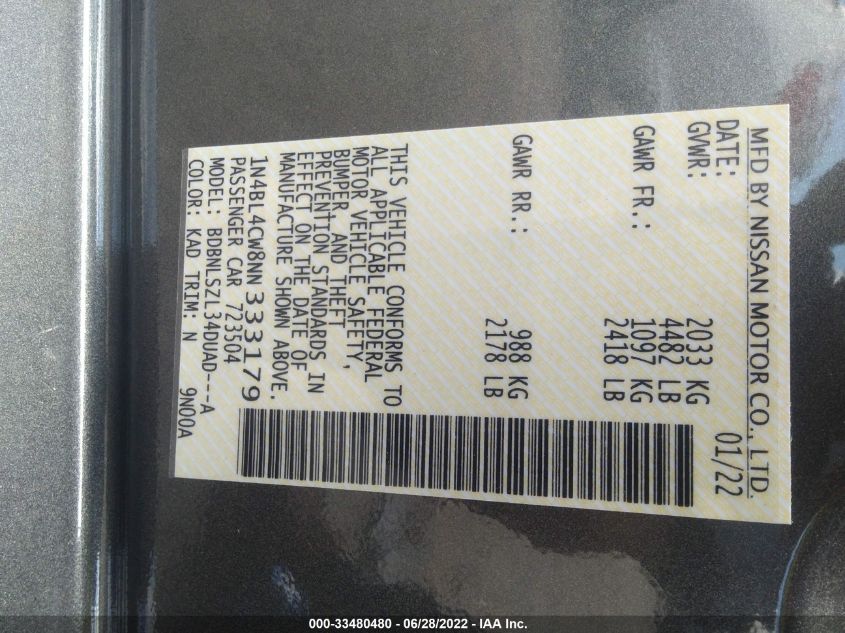 MFD BY NISSAN MOTOR CO., LTD.
DATE: 01/22
GVWR: 2033 KG
4482 LB
GAWR FR.: 1097 KG
2418 LB
GAWR RR.: 988 KG
2178 LB
THIS VEHICLE CONFORMS TO
ALL APPLICABLE FEDERAL
MOTOR VEHICLE SAFETY,
BUMPER, AND THEFT
PREVENTION STANDARDS IN
EFFECT ON THE DATE OF
MANUFACTURE SHOWN ABOVE.
1N4BL4CW8NN333179
PASSENGER CAR 723504
MODEL: BDBNLSZL34DUAD---A
COLOR: KAD TRIM: N 9N00A
000-33480480 - 06/28/2022 - IAA Inc.